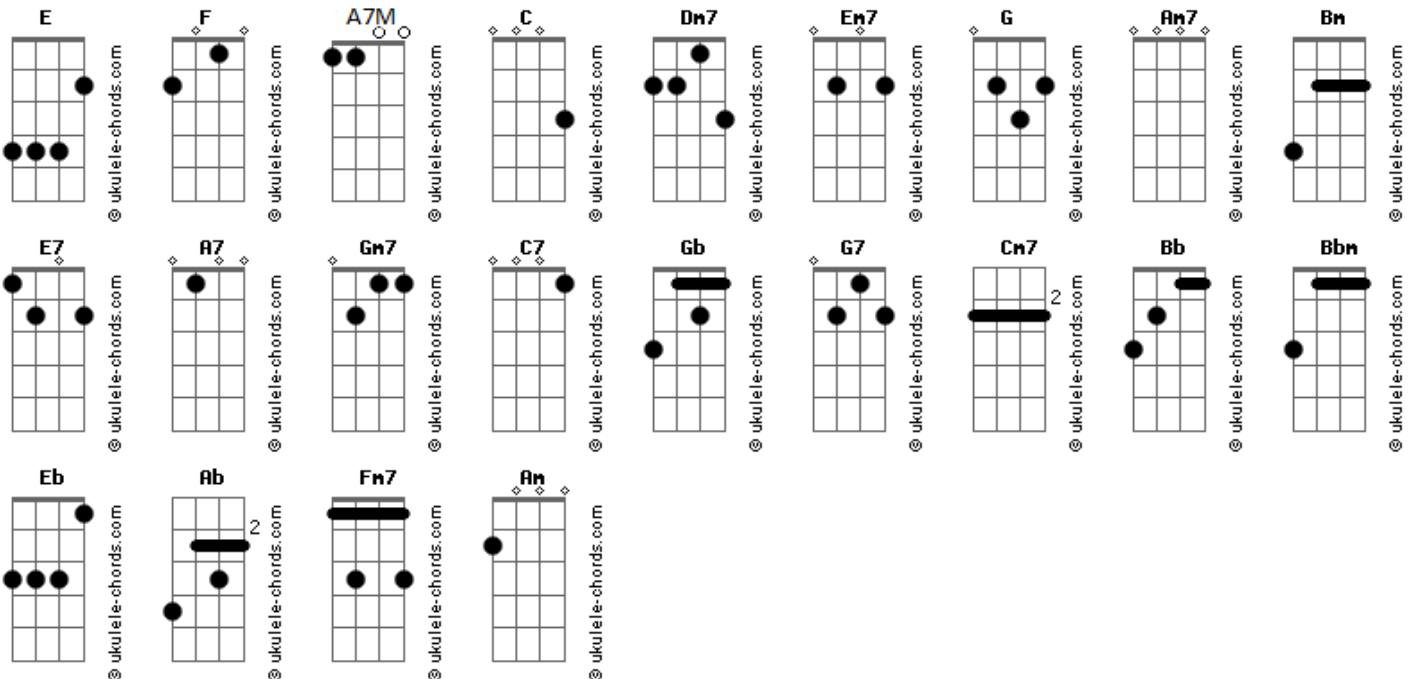 E F A7M C Dm7 Em7 G Am7 Bm
© ukulele-chords.com © ukulele-chords.com © ukulele-chords.com © ukulele-chords.com © ukulele-chords.com © ukulele-chords.com © ukulele-chords.com © ukulele-chords.com © ukulele-chords.com
E7 A7 Gm7 C7 Gb G7 Cm7 Bb Bbm
2
© ukulele-chords.com © ukulele-chords.com © ukulele-chords.com © ukulele-chords.com © ukulele-chords.com © ukulele-chords.com © ukulele-chords.com © ukulele-chords.com © ukulele-chords.com
Eb Ab Fm7 Am
2
© ukulele-chords.com © ukulele-chords.com © ukulele-chords.com © ukulele-chords.com